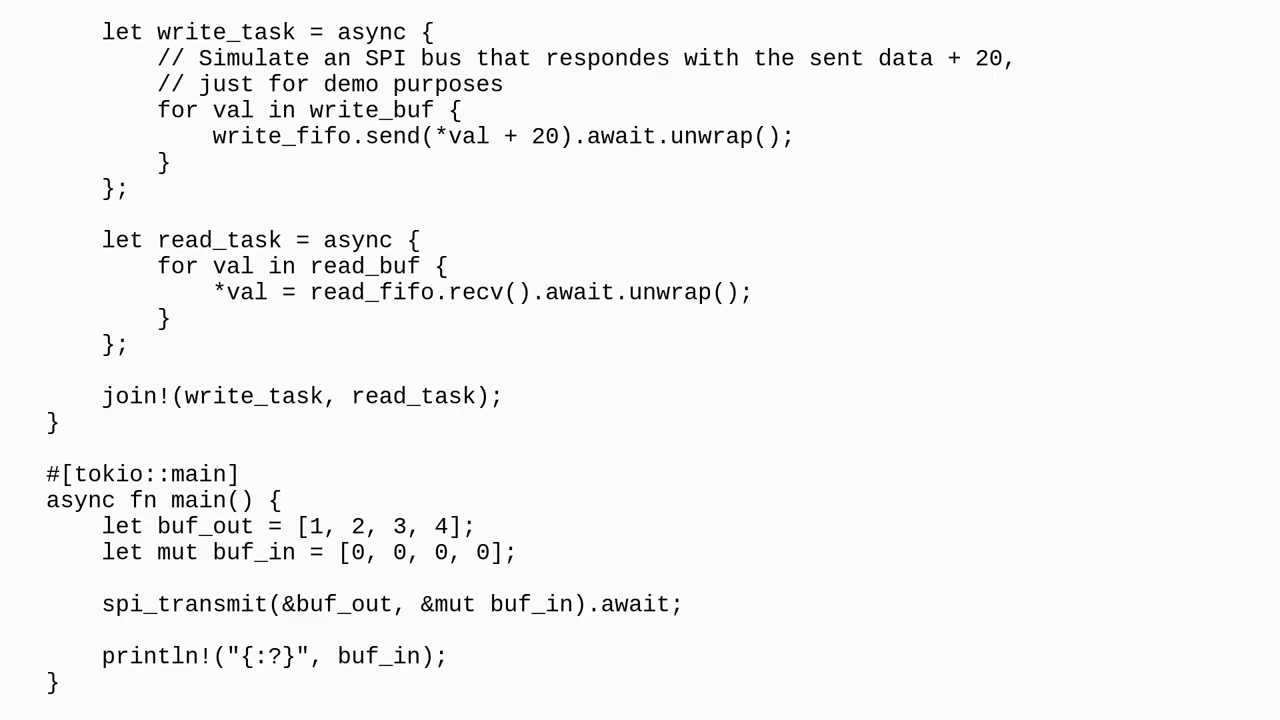 let write_task = async {
// Simulate an SPI bus that respondes with the sent data + 20,
// just for demo purposes
for val in write_buf {
write_fifo.send(*val + 20).await.unwrap();
}
};
let read_task = async {
for val in read_buf {
*val = read_fifo.recv().await.unwrap();
}
};
join!(write_task, read_task);
}
#[tokio::main]
async fn main() {
let buf_out = [1, 2, 3, 4];
let mut buf_in = [0, 0, 0, 0];
spi_transmit(&buf_out, &mut buf_in).await;
println!("{:?}", buf_in);
}